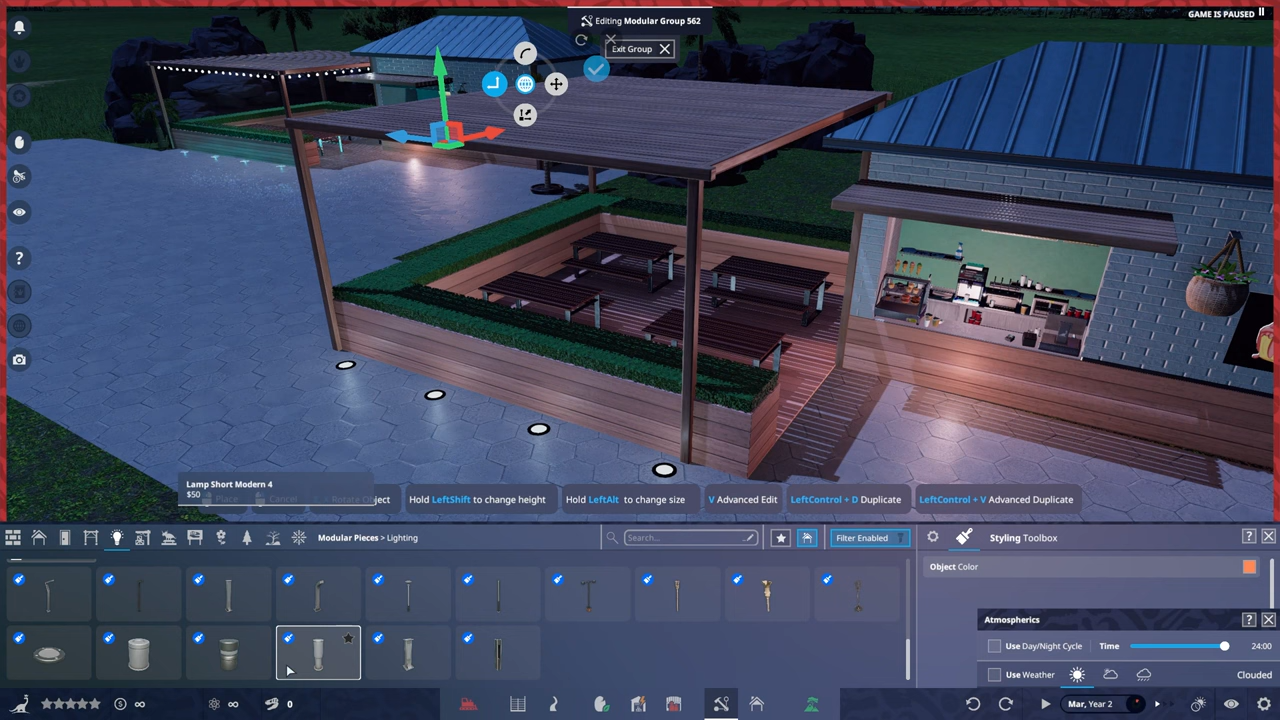 Editing Modular Group 562
GAME IS PAUSED
Exit Group
Lamp Short Modern 4
$50
Place
Cancel
Rotate Object
Hold LeftShift to change height
Hold LeftAlt to change size
V Advanced Edit
LeftControl + D Duplicate
LeftControl + V Advanced Duplicate
Modular Pieces > Lighting
Search...
Filter Enabled
Styling Toolbox
?
Object Color
Atmospherics
?
Use Day/Night Cycle
Time
24:00
Use Weather
Clouded
∞
∞
0
Mar, Year 2